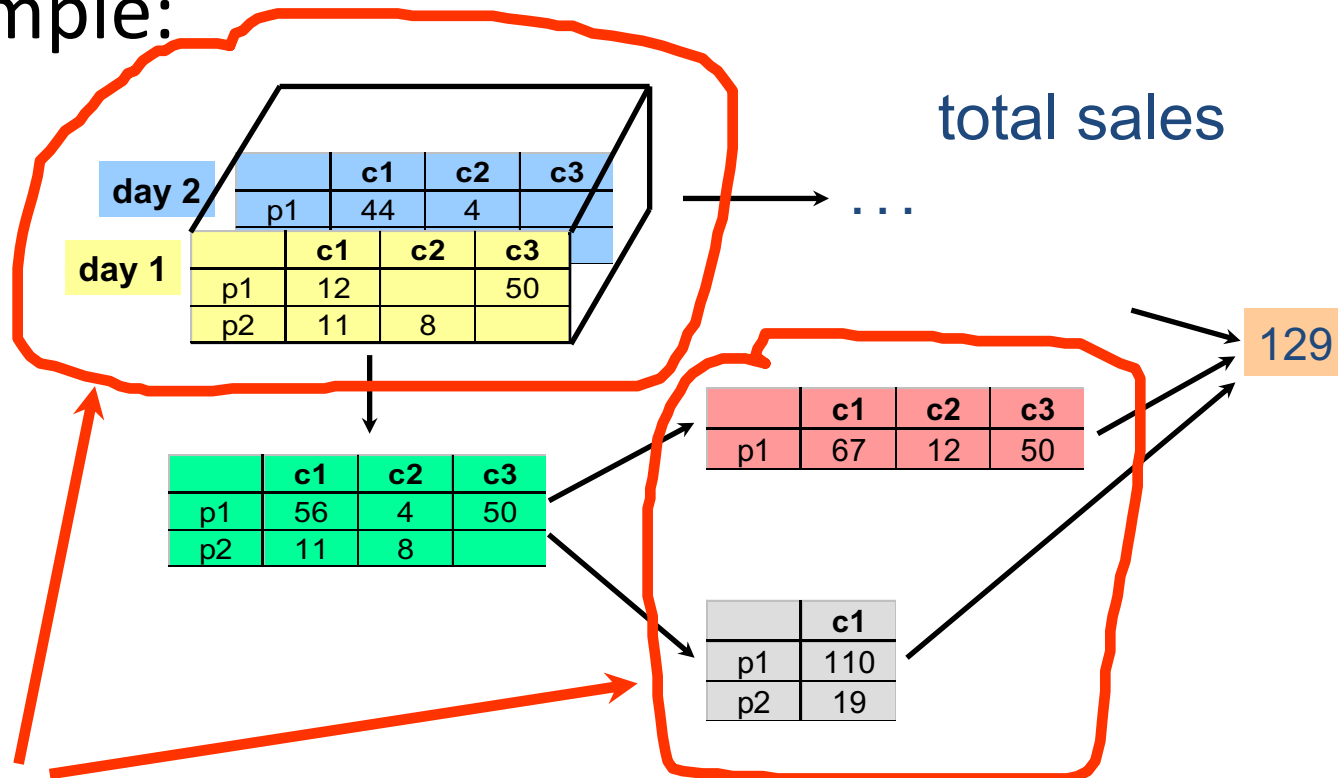 mple:
total sales
day 2
c1 c2 c3
p1 44 4
. . .
day 1
c1 c2 c3
p1 12 50
p2 11 8
129
c1 c2 c3
p1 67 12 50
c1 c2 c3
p1 56 4 50
p2 11 8
c1
p1 110
p2 19